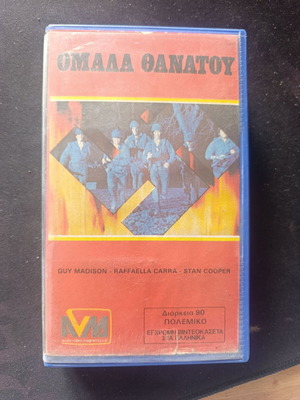 ΟΜΑΔΑ ΘΑΝΑΤΟΥ
GUY MADISON - RAFFAELLA CARRA - STAN COOPER
Διάρκεια 90
ΠΟΛΕΜΙΚΟ
ΕΓΧΡΩΜΗ ΒΙΝΤΕΟΚΑΣΕΤΑ
ΣΤΑ ΕΛΛΗΝΙΚΑ